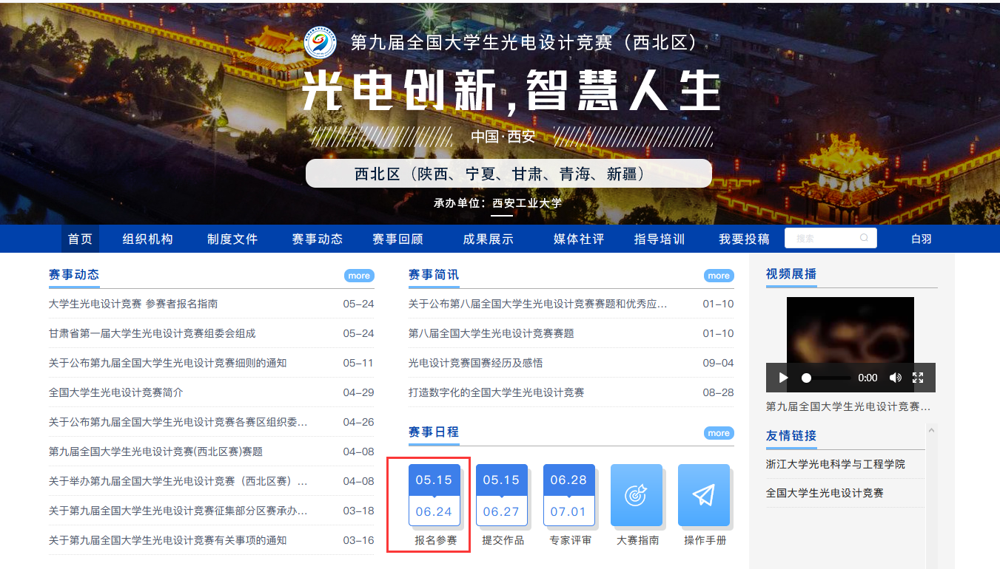 第九届全国大学生光电设计竞赛（西北区）
光电创新,智慧人生
中国·西安
西北区（陕西、宁夏、甘肃、青海、新疆）
承办单位：西安工业大学
首页 组织机构 制度文件 赛事动态 赛事回顾 成果展示 媒体社评 指导培训 我要投稿 搜索 白羽
赛事动态 more
大学生光电设计竞赛 参赛者报名指南 05-24
甘肃省第一届大学生光电设计竞赛组委会组成 05-24
关于公布第九届全国大学生光电设计竞赛细则的通知 05-11
全国大学生光电设计竞赛简介 04-29
关于公布第九届全国大学生光电设计竞赛各赛区组织委... 04-26
第九届全国大学生光电设计竞赛(西北区赛)赛题 04-08
关于举办第九届全国大学生光电设计竞赛（西北区赛）... 04-08
关于第九届全国大学生光电设计竞赛征集部分区赛承办... 03-18
关于第九届全国大学生光电设计竞赛有关事项的通知 03-16
赛事简讯 more
关于公布第八届全国大学生光电设计竞赛赛题和优秀应... 01-10
第八届全国大学生光电设计竞赛赛题 01-10
光电设计竞赛国赛经历及感悟 09-04
打造数字化的全国大学生光电设计竞赛 08-28
赛事日程 more
05.15 05.15 06.28
06.24 06.27 07.01
报名参赛 提交作品 专家评审 大赛指南 操作手册
视频展播
0:00
第九届全国大学生光电设计竞赛...
友情链接
浙江大学光电科学与工程学院
全国大学生光电设计竞赛